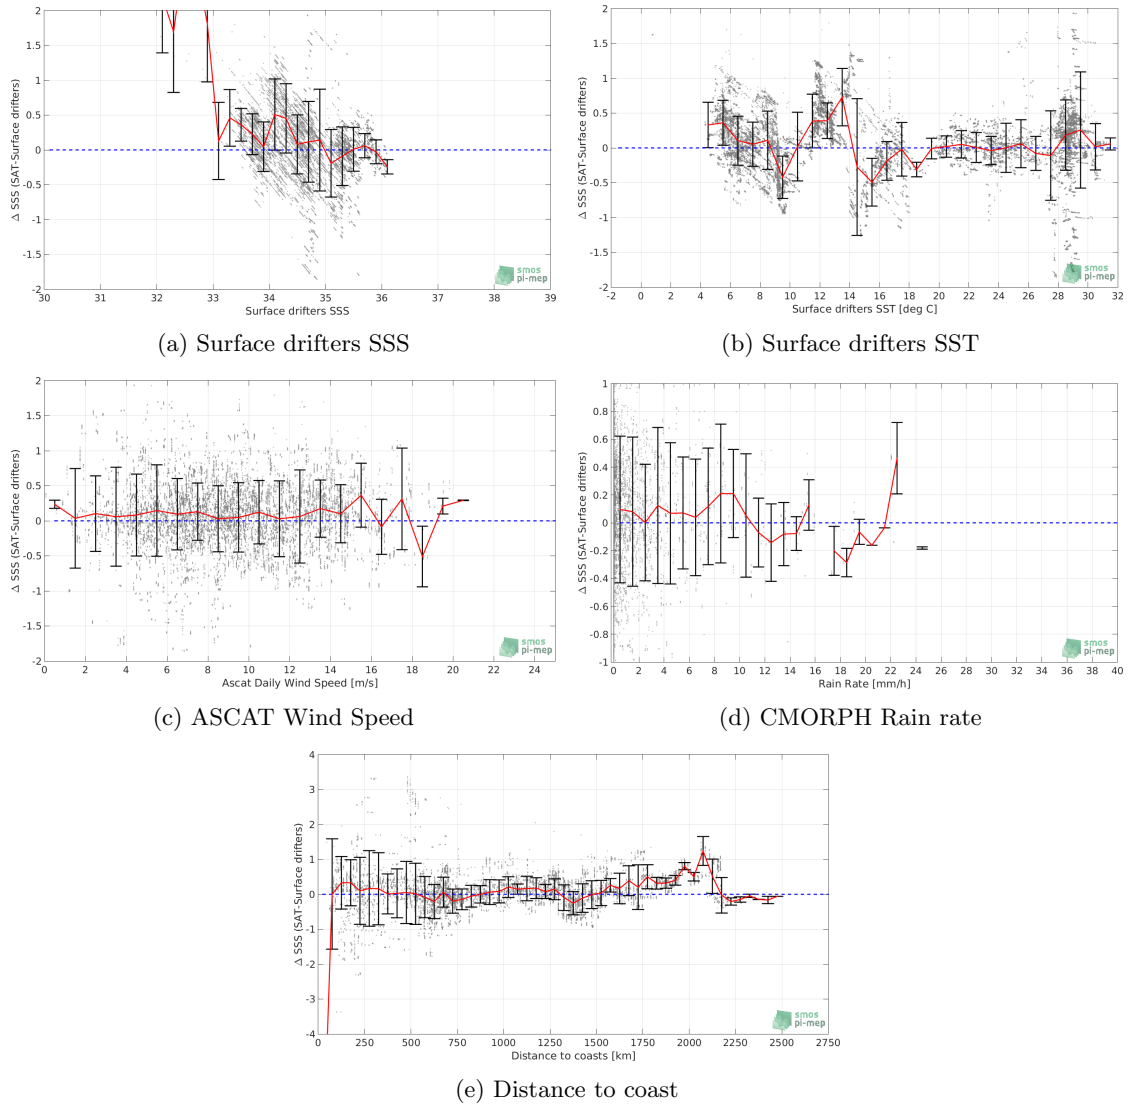 2
1.5
1
0.5
0
-0.5
-1
-1.5
-2
Δ SSS (SAT-Surface drifters)
30 31 32 33 34 35 36 37 38 39
Surface drifters SSS
smos
pi-mep
(a) Surface drifters SSS
2
1.5
1
0.5
0
-0.5
-1
-1.5
-2
Δ SSS (SAT-Surface drifters)
-2 0 2 4 6 8 10 12 14 16 18 20 22 24 26 28 30 32
Surface drifters SST [deg C]
smos
pi-mep
(b) Surface drifters SST
2
1.5
1
0.5
0
-0.5
-1
-1.5
-2
Δ SSS (SAT-Surface drifters)
0 2 4 6 8 10 12 14 16 18 20 22 24
Ascat Daily Wind Speed [m/s]
smos
pi-mep
(c) ASCAT Wind Speed
1
0.8
0.6
0.4
0.2
0
-0.2
-0.4
-0.6
-0.8
-1
Δ SSS (SAT-Surface drifters)
0 2 4 6 8 10 12 14 16 18 20 22 24 26 28 30 32 34 36 38 40
Rain Rate [mm/h]
smos
pi-mep
(d) CMORPH Rain rate
4
3
2
1
0
-1
-2
-3
-4
Δ SSS (SAT-Surface drifters)
0 250 500 750 1000 1250 1500 1750 2000 2250 2500 2750
Distance to coasts [km]
smos
pi-mep
(e) Distance to coast